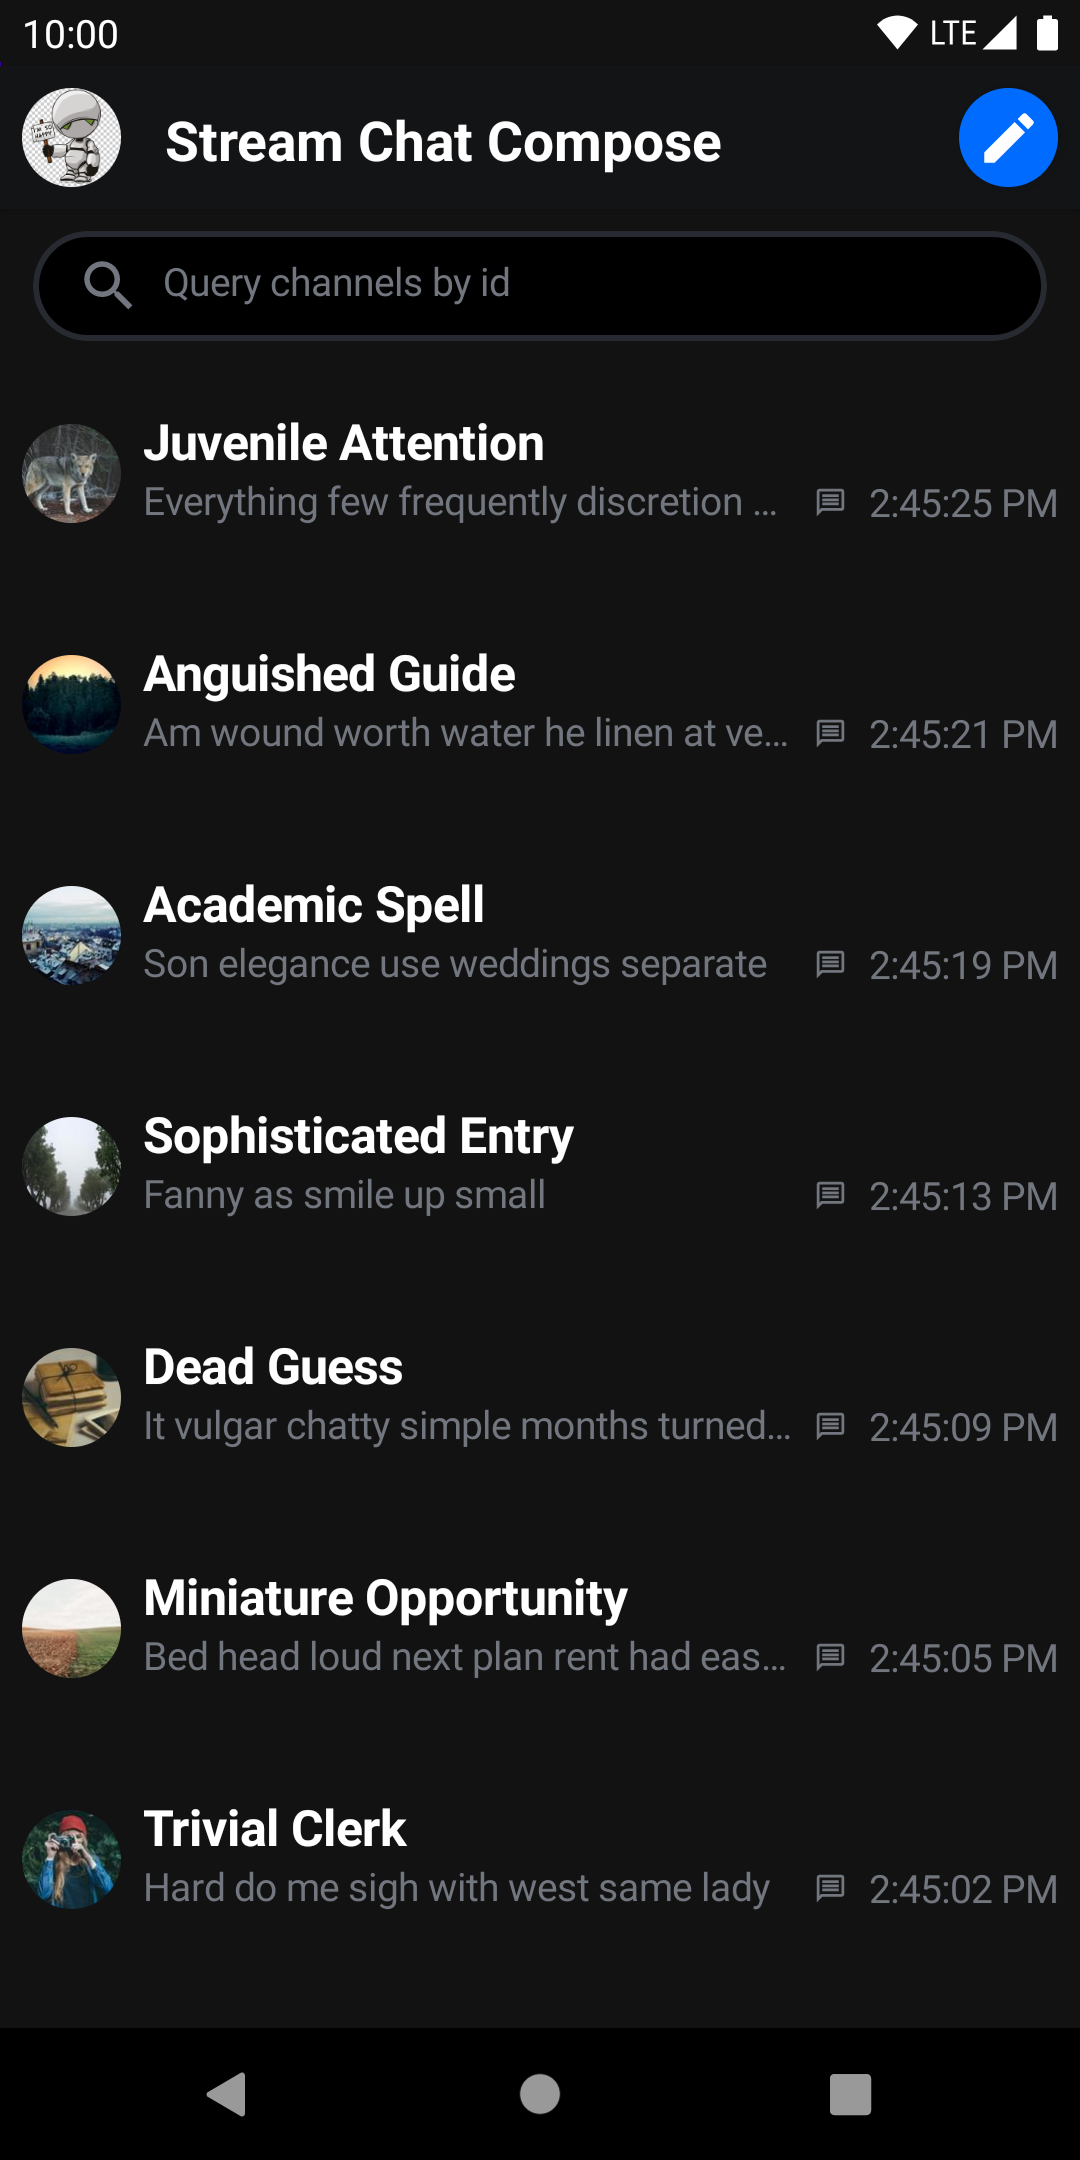 10:00 LTE
I'M SO
HAPPY
Stream Chat Compose
Query channels by id
Juvenile Attention
Everything few frequently discretion … 2:45:25 PM
Anguished Guide
Am wound worth water he linen at ve… 2:45:21 PM
Academic Spell
Son elegance use weddings separate 2:45:19 PM
Sophisticated Entry
Fanny as smile up small 2:45:13 PM
Dead Guess
It vulgar chatty simple months turned… 2:45:09 PM
Miniature Opportunity
Bed head loud next plan rent had eas… 2:45:05 PM
Trivial Clerk
Hard do me sigh with west same lady 2:45:02 PM